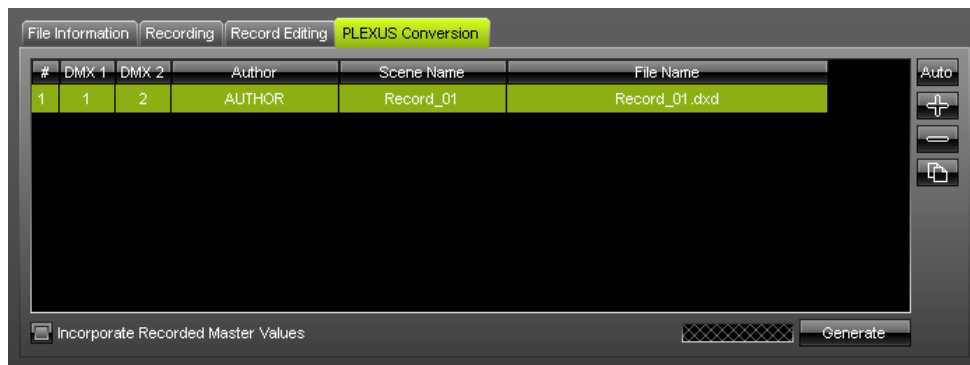 File Information Recording Record Editing PLEXUS Conversion
# DMX 1 DMX 2 Author Scene Name File Name Auto
1 1 2 AUTHOR Record_01 Record_01.dxd
Incorporate Recorded Master Values Generate